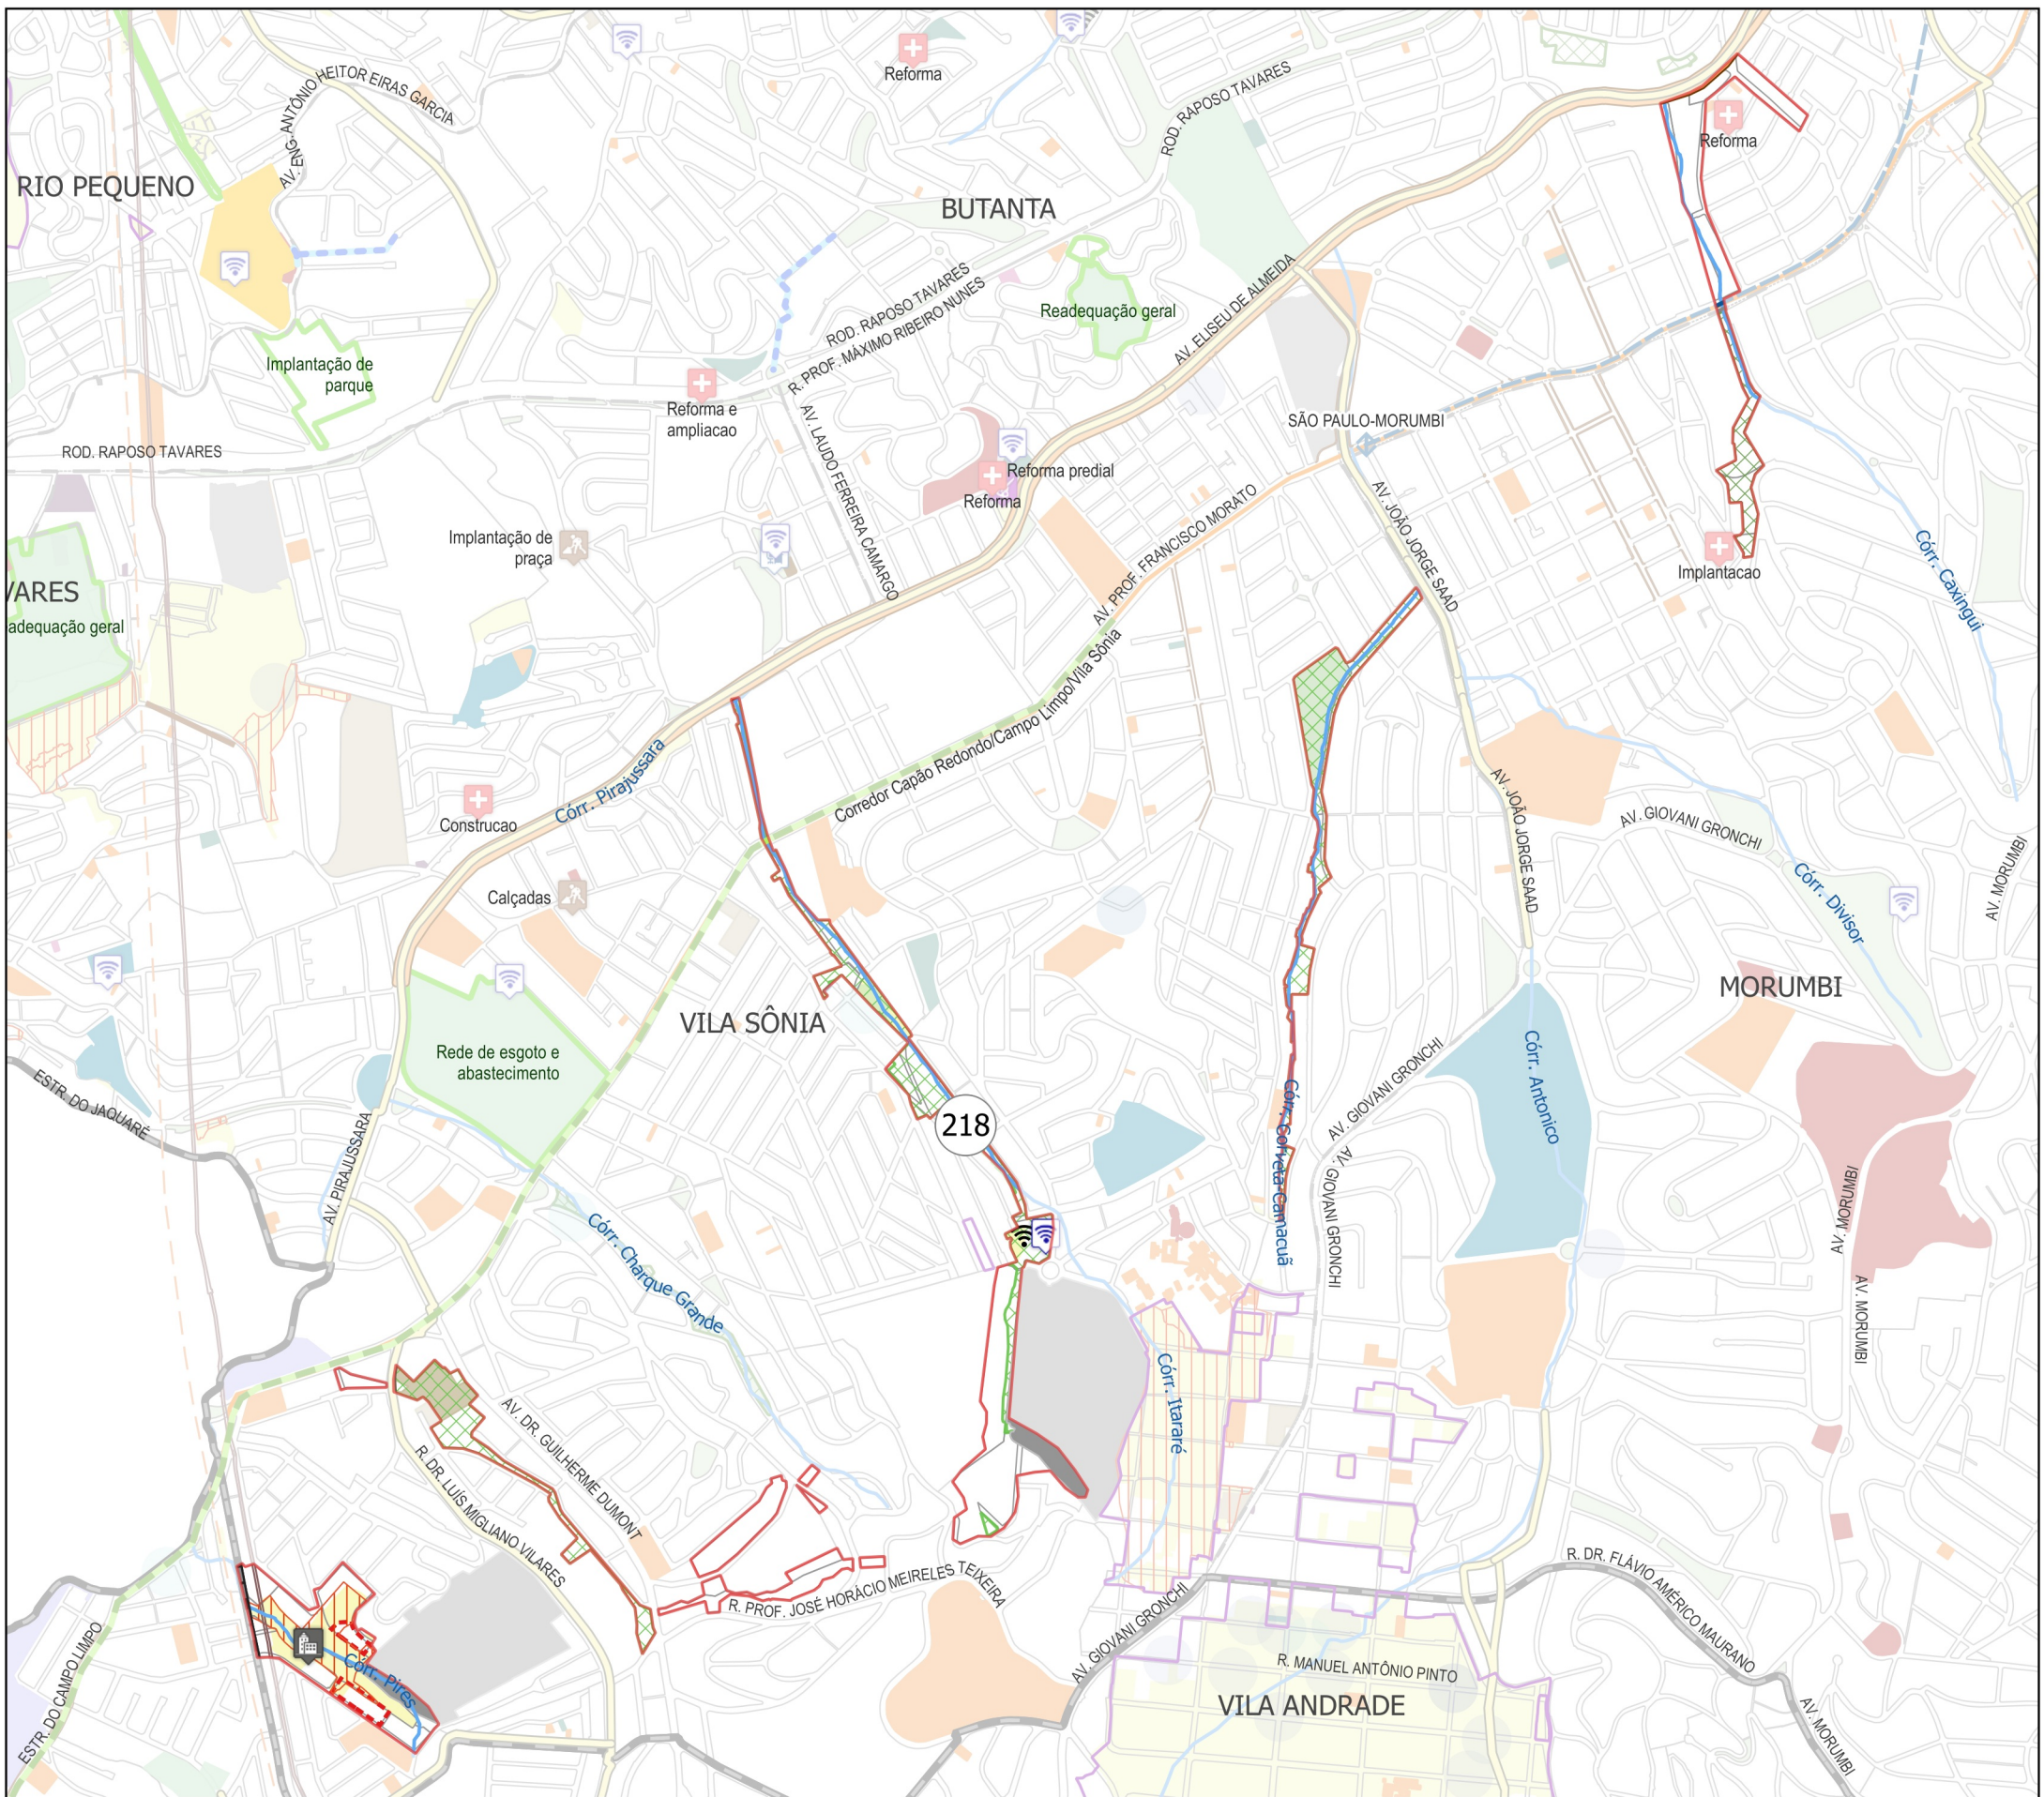 Reforma
AV. ENG. ANTÔNIO HEITOR EIRAS GARCIA
ROD. RAPOSO TAVARES
Reforma
RIO PEQUENO
BUTANTA
ROD. RAPOSO TAVARES
R. PROF. MÁXIMO RIBEIRO NUNES
Readequação geral
AV. ELISEU DE ALMEIDA
Implantação de
parque
Reforma e
ampliacao
AV. LAUDO FERREIRA CAMARGO
SÃO PAULO-MORUMBI
ROD. RAPOSO TAVARES
Reforma predial
Reforma
AV. PROF. FRANCISCO MORATO
AV. JOÃO JORGE SAAD
Implantação de
praça
Implantacao
Córr. Caxingui
VARES
adequação geral
Corredor Capão Redondo/Campo Limpo/Vila Sônia
Córr. Pirajussara
Construcao
AV. JOÃO JORGE SAAD
AV. GIOVANI GRONCHI
Córr. Divisor
AV. MORUMBI
Calçadas
MORUMBI
VILA SÔNIA
Rede de esgoto e
abastecimento
ESTR. DO JAQUARÉ
AV. PIRAJUSSARA
218
Córr. Corveta-Camacuã
AV. GIOVANI GRONCHI
AV. GIOVANI GRONCHI
Córr. Antonico
AV. MORUMBI
AV. MORUMBI
Córr. Charque Grande
Córr. Itararé
AV. DR. GUILHERME DUMONT
R. DR. LUÍS MIGLIANO VILARES
R. PROF. JOSÉ HORÁCIO MEIRELES TEIXEIRA
AV. GIOVANI GRONCHI
R. DR. FLÁVIO AMÉRICO MAURANO
Córr. Pires
ESTR. DO CAMPO LIMPO
R. MANUEL ANTÔNIO PINTO
VILA ANDRADE
AV. MORUMBI